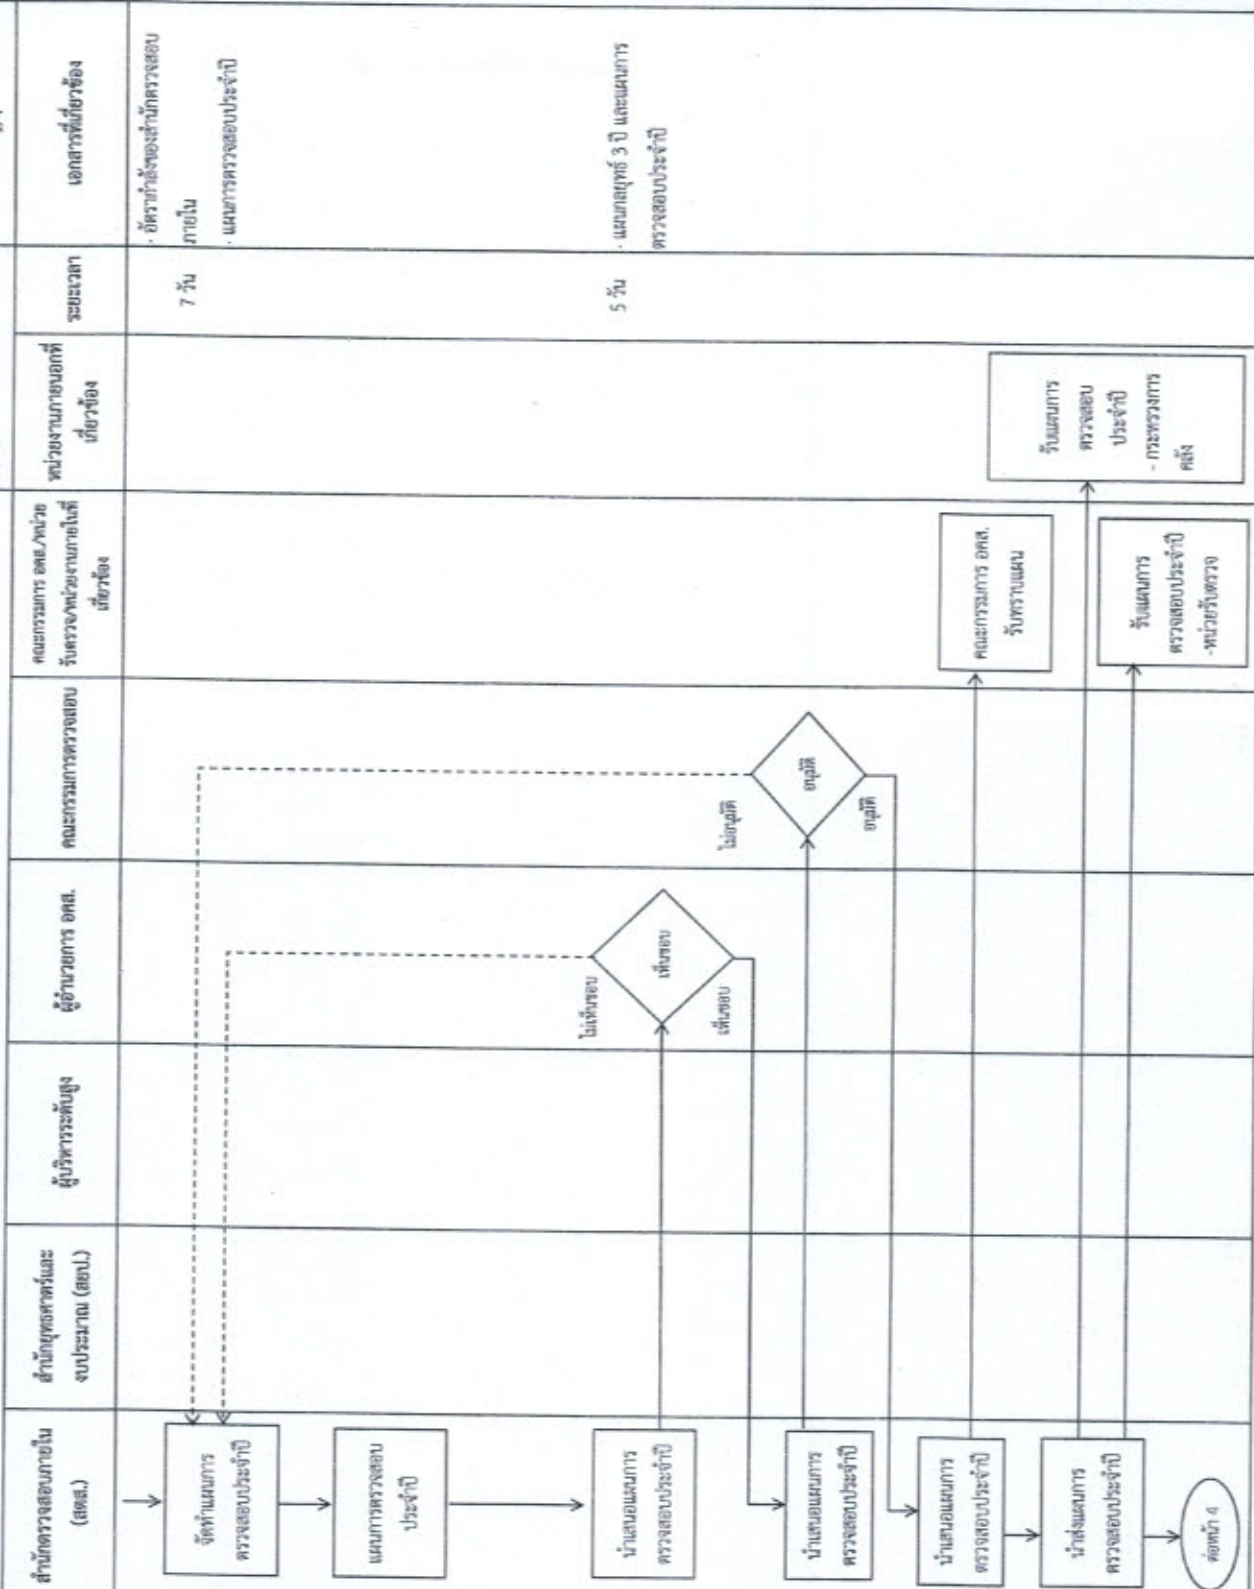 สำนักตรวจสอบภายใน
(สตส.)
สำนักยุทธศาสตร์และ
งบประมาณ (สยป.)
ผู้บริหารระดับสูง
ผู้อำนวยการ อคส.
คณะกรรมการตรวจสอบ
คณะกรรมการ อคส./หน่วย
รับตรวจ/หน่วยงานภายในที่
เกี่ยวข้อง
หน่วยงานภายนอกที่
เกี่ยวข้อง
ระยะเวลา
เอกสารที่เกี่ยวข้อง
จัดทำแผนการ
ตรวจสอบประจำปี
7 วัน
· อัตรากำลังของสำนักตรวจสอบ
ภายใน
· แผนการตรวจสอบประจำปี
แผนการตรวจสอบ
ประจำปี
นำเสนอแผนการ
ตรวจสอบประจำปี
ไม่เห็นชอบ
เห็นชอบ
เห็นชอบ
5 วัน
· แผนกลยุทธ์ 3 ปี และแผนการ
ตรวจสอบประจำปี
นำเสนอแผนการ
ตรวจสอบประจำปี
ไม่อนุมัติ
อนุมัติ
อนุมัติ
นำเสนอแผนการ
ตรวจสอบประจำปี
คณะกรรมการ อคส.
รับทราบแผน
นำส่งแผนการ
ตรวจสอบประจำปี
รับแผนการ
ตรวจสอบ
ประจำปี
- กระทรวงการ
คลัง
รับแผนการ
ตรวจสอบประจำปี
-หน่วยรับตรวจ
ต่อหน้า 4